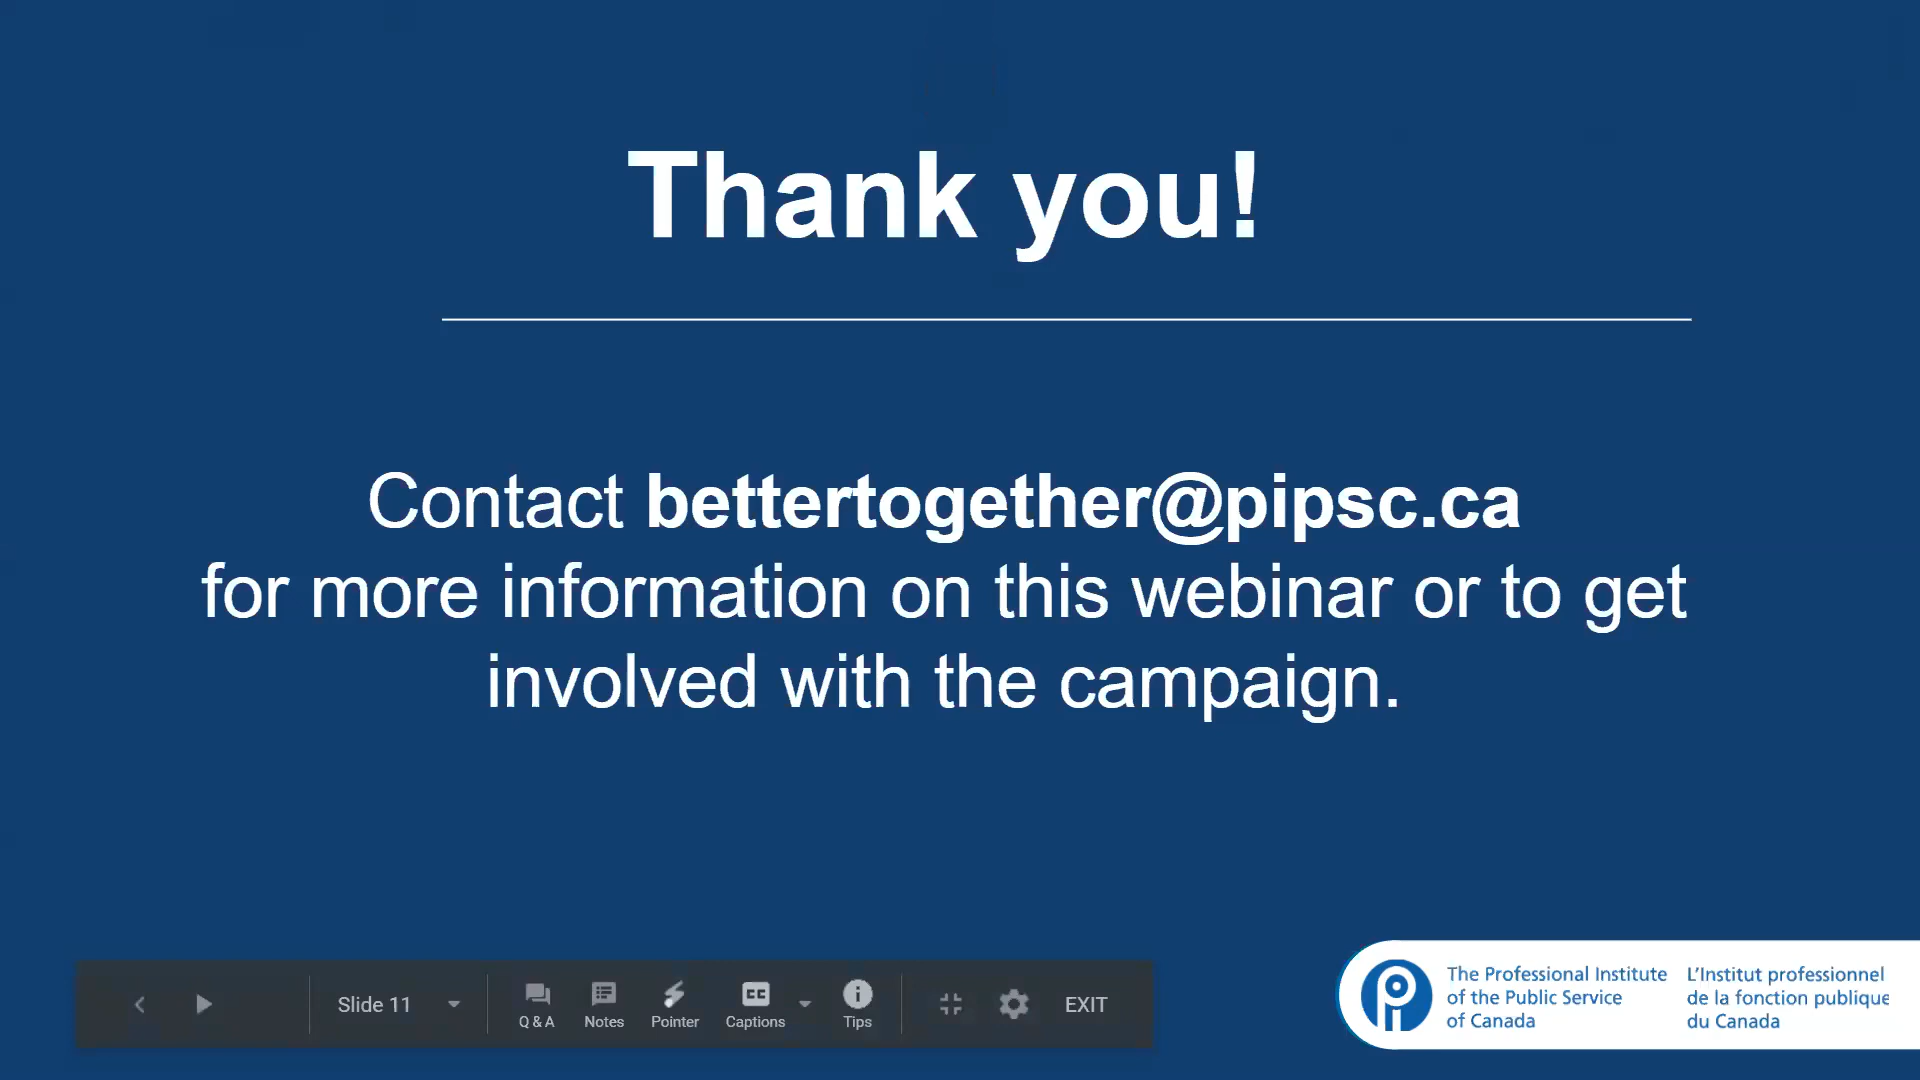 Thank you!
Contact bettertogether@pipsc.ca
for more information on this webinar or to get
involved with the campaign.
Slide 11
Q & A
Notes
Pointer
Captions
Tips
EXIT
The Professional Institute
of the Public Service
of Canada
L'Institut professionnel
de la fonction publique
du Canada